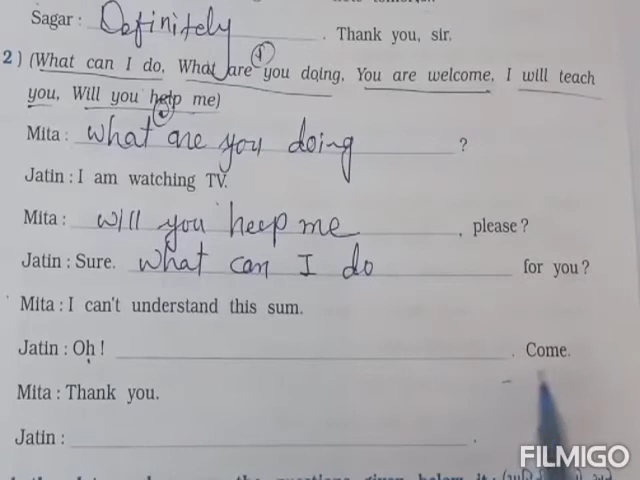 Sagar : Definitely . Thank you, sir.
2 ) (What can I do, What are you doing, You are welcome, I will teach
you, Will you help me)
Mita : What are you doing ?
Jatin : I am watching TV.
Mita : will you heep me , please ?
Jatin : Sure. what can I do for you ?
Mita : I can't understand this sum.
Jatin : Oh ! . Come.
Mita : Thank you.
Jatin : .
FILMIGO